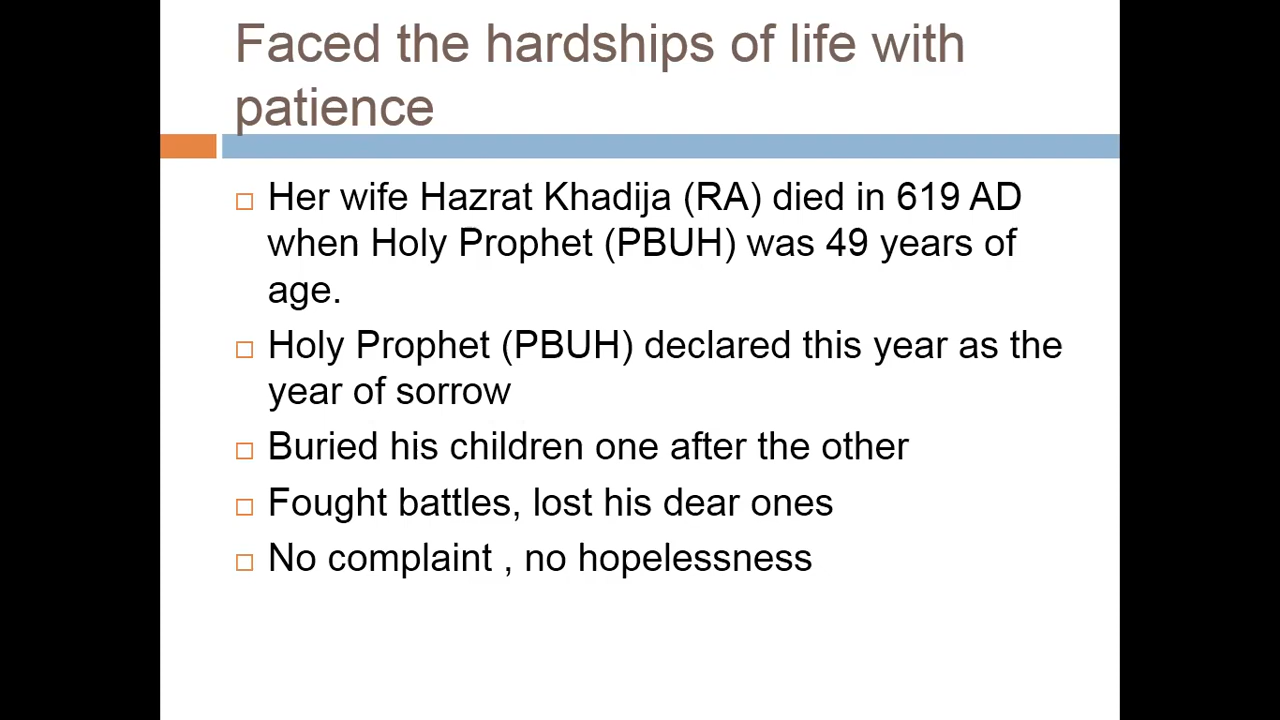 Faced the hardships of life with
patience
Her wife Hazrat Khadija (RA) died in 619 AD
when Holy Prophet (PBUH) was 49 years of
age.
Holy Prophet (PBUH) declared this year as the
year of sorrow
Buried his children one after the other
Fought battles, lost his dear ones
No complaint , no hopelessness